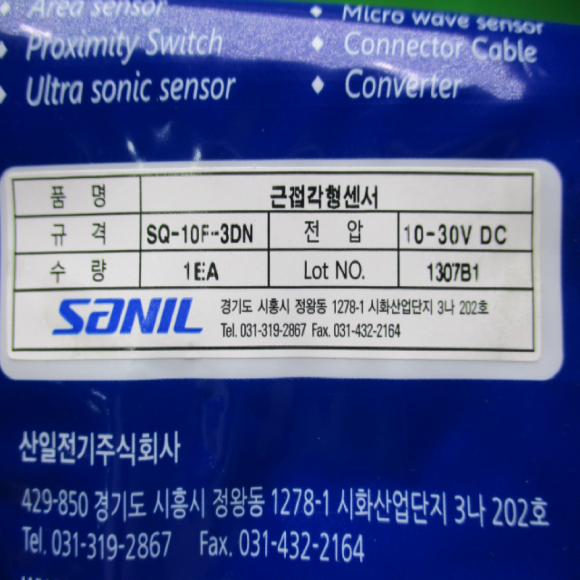 Area sensor
Micro wave sensor
Proximity Switch
Connector Cable
Ultra sonic sensor
Converter
품 명 근접각형센서
규 격 SQ-10F-3DN 전 압 10-30V DC
수 량 1EA Lot NO. 1307B1
SANIL
경기도 시흥시 정왕동 1278-1 시화산업단지 3나 202호
Tel. 031-319-2867 Fax. 031-432-2164
산일전기주식회사
429-850 경기도 시흥시 정왕동 1278-1 시화산업단지 3나 202호
Tel. 031-319-2867 Fax. 031-432-2164